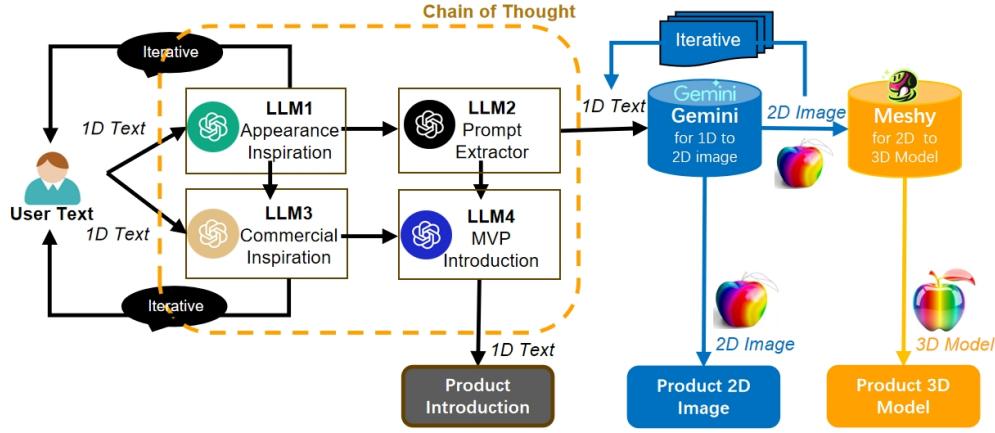 Chain of Thought
Iterative
Iterative
1D Text
LLM1
Appearance
Inspiration
LLM2
Prompt
Extractor
1D Text
Gemini
Gemini
for 1D to
2D image
2D Image
Meshy
for 2D to
3D Model
User Text
1D Text
LLM3
Commercial
Inspiration
LLM4
MVP
Introduction
Iterative
1D Text
2D Image
3D Model
Product
Introduction
Product 2D
Image
Product 3D
Model